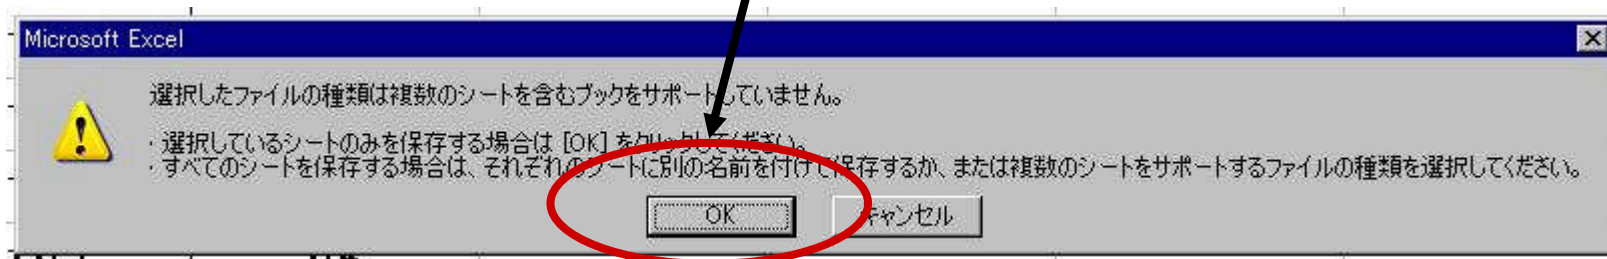 Microsoft Excel
選択したファイルの種類は複数のシートを含むブックをサポートしていません。
・選択しているシートのみを保存する場合は [OK] をクリックしてください。
・すべてのシートを保存する場合は、それぞれのシートに別の名前を付けて保存するか、または複数のシートをサポートするファイルの種類を選択してください。
OK
キャンセル